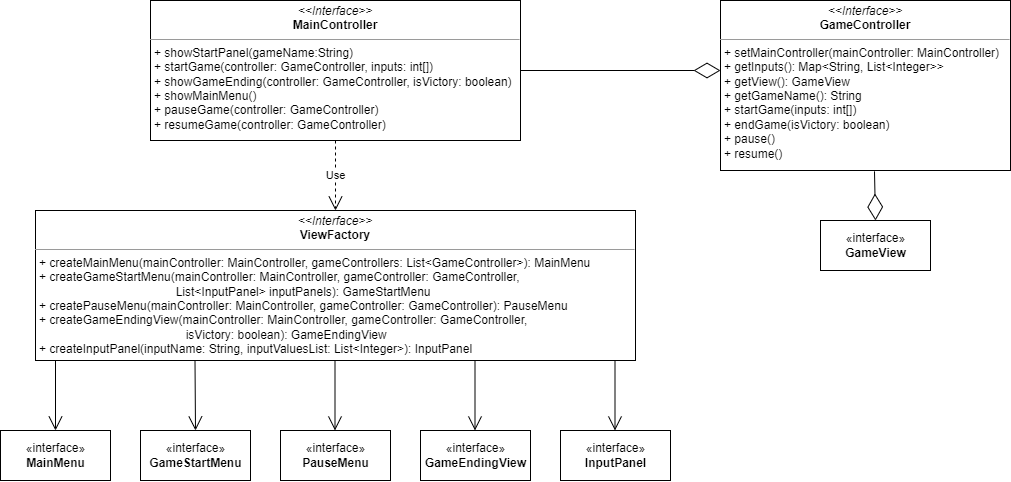 <<Interface>>
MainController
+ showStartPanel(gameName:String)
+ startGame(controller: GameController, inputs: int[])
+ showGameEnding(controller: GameController, isVictory: boolean)
+ showMainMenu()
+ pauseGame(controller: GameController)
+ resumeGame(controller: GameController)
<<Interface>>
GameController
+ setMainController(mainController: MainController)
+ getInputs(): Map<String, List<Integer>>
+ getView(): GameView
+ getGameName(): String
+ startGame(inputs: int[])
+ endGame(isVictory: boolean)
+ pause()
+ resume()
Use
<<Interface>>
ViewFactory
+ createMainMenu(mainController: MainController, gameControllers: List<GameController>): MainMenu
+ createGameStartMenu(mainController: MainController, gameController: GameController,
List<InputPanel> inputPanels): GameStartMenu
+ createPauseMenu(mainController: MainController, gameController: GameController): PauseMenu
+ createGameEndingView(mainController: MainController, gameController: GameController,
isVictory: boolean): GameEndingView
+ createInputPanel(inputName: String, inputValuesList: List<Integer>): InputPanel
«interface»
GameView
«interface»
MainMenu
«interface»
GameStartMenu
«interface»
PauseMenu
«interface»
GameEndingView
«interface»
InputPanel